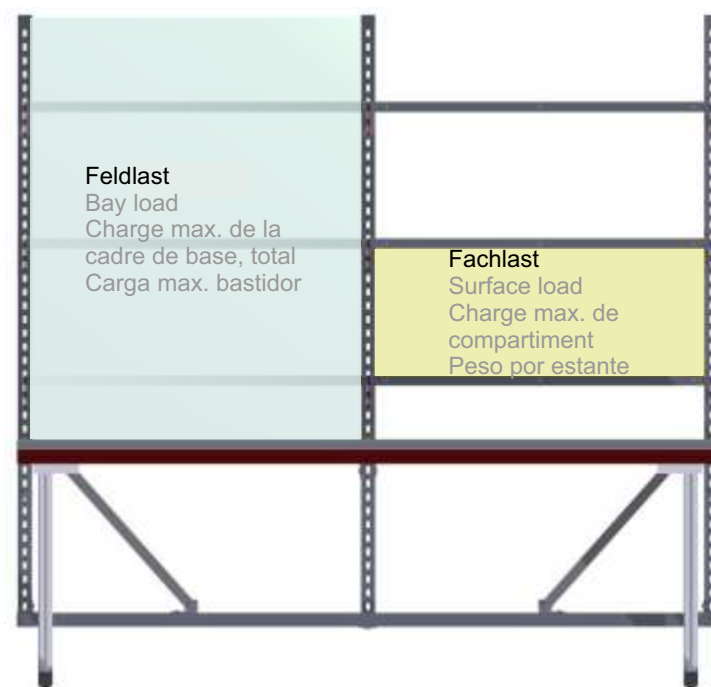 Feldlast
Bay load
Charge max. de la
cadre de base, total
Carga max. bastidor
Fachlast
Surface load
Charge max. de
compartiment
Peso por estante